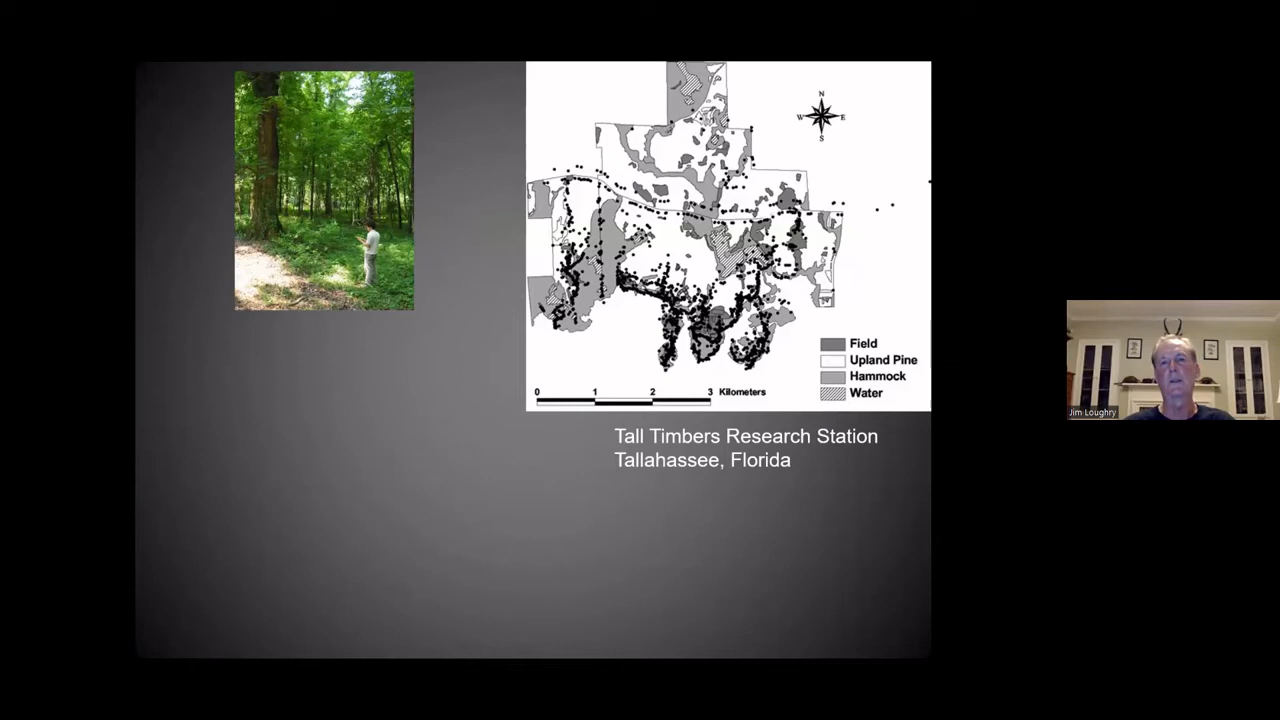 N
W
E
S
Field
Upland Pine
Hammock
Water
0
1
2
3
Kilometers
Tall Timbers Research Station
Tallahassee, Florida
Jim Loughry